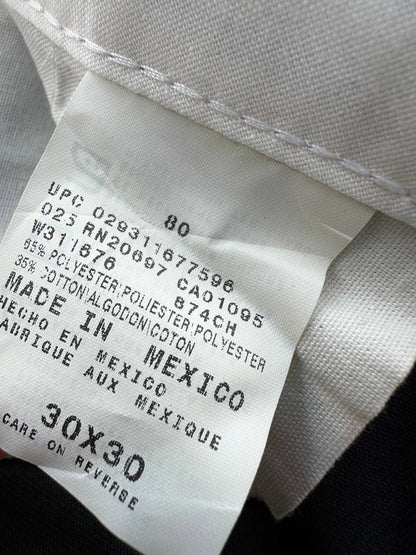 80
UPC 029311677596
025 RN20697 CA01095
W311676 874CH
65% POLYESTER|POLIESTER|POLYESTER
35% COTTON|ALGODON|COTON
MADE IN MEXICO
HECHO EN MEXICO
FABRIQUE AUX MEXIQUE
30X30
CARE ON REVERSE